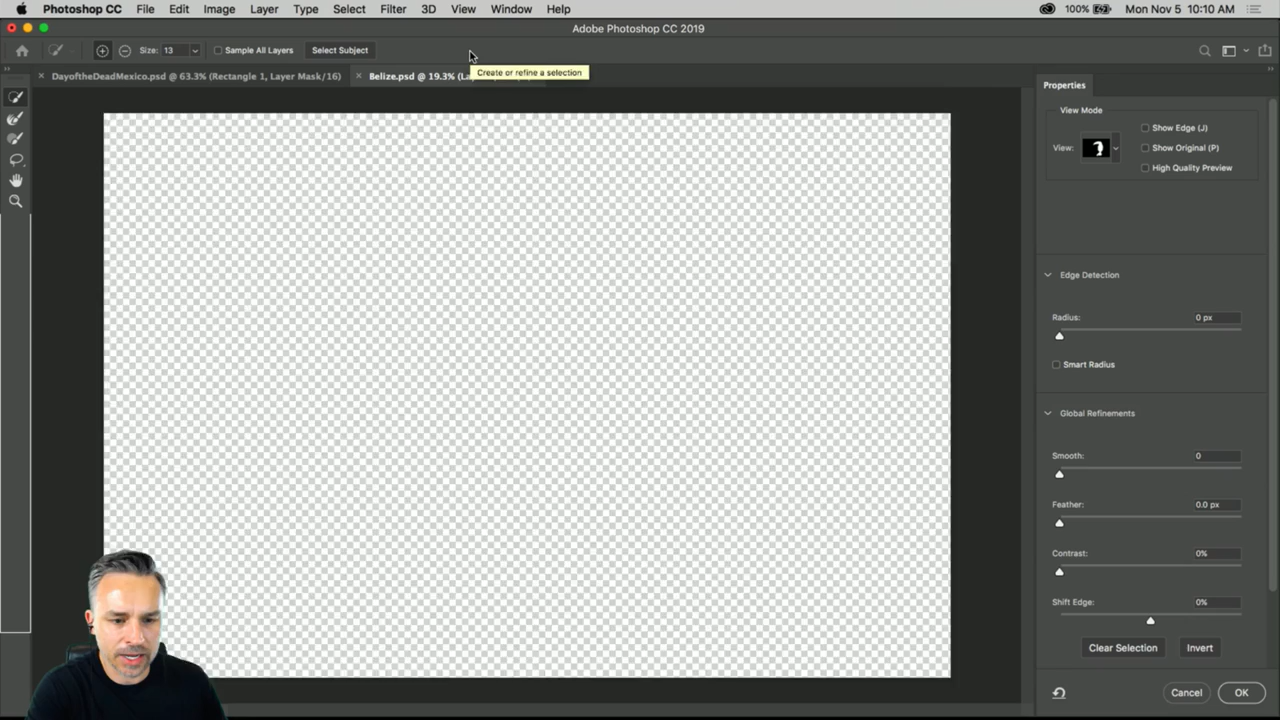 Photoshop CC File Edit Image Layer Type Select Filter 3D View Window Help 100% Mon Nov 5 10:10 AM
Adobe Photoshop CC 2019
Size: 13 Sample All Layers Select Subject
Create or refine a selection
× DayoftheDeadMexico.psd @ 63.3% (Rectangle 1, Layer Mask/16) × Belize.psd @ 19.3% (La
Properties
View Mode
Show Edge (J)
View: Show Original (P)
High Quality Preview
Edge Detection
Radius: 0 px
Smart Radius
Global Refinements
Smooth: 0
Feather: 0.0 px
Contrast: 0%
Shift Edge: 0%
Clear Selection Invert
Cancel OK